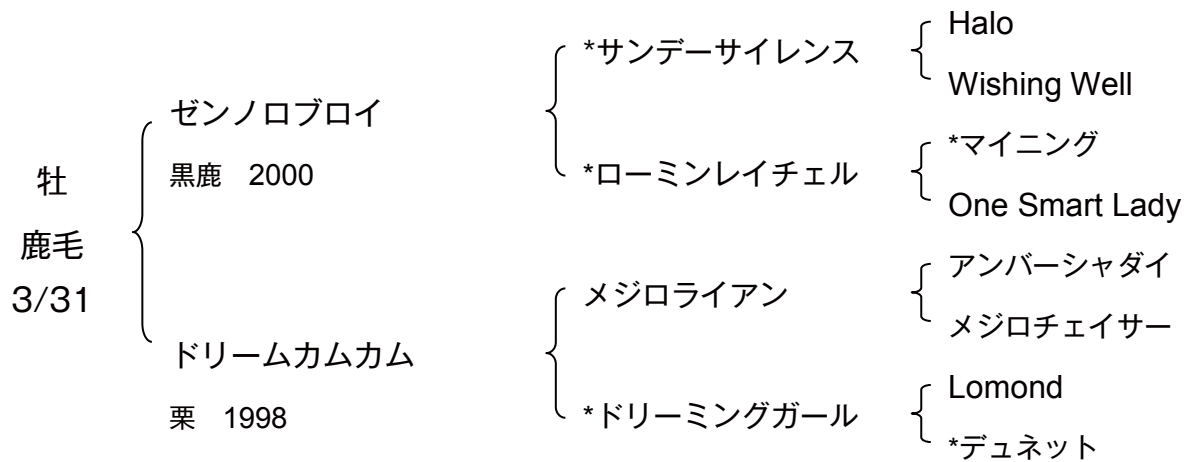 牡
鹿毛
3/31
ゼンノロブロイ
黒鹿 2000
ドリームカムカム
栗 1998
*サンデーサイレンス
*ローミンレイチェル
メジロライアン
*ドリーミングガール
Halo
Wishing Well
*マイニング
One Smart Lady
アンバーシャダイ
メジロチェイサー
Lomond
*デュネット